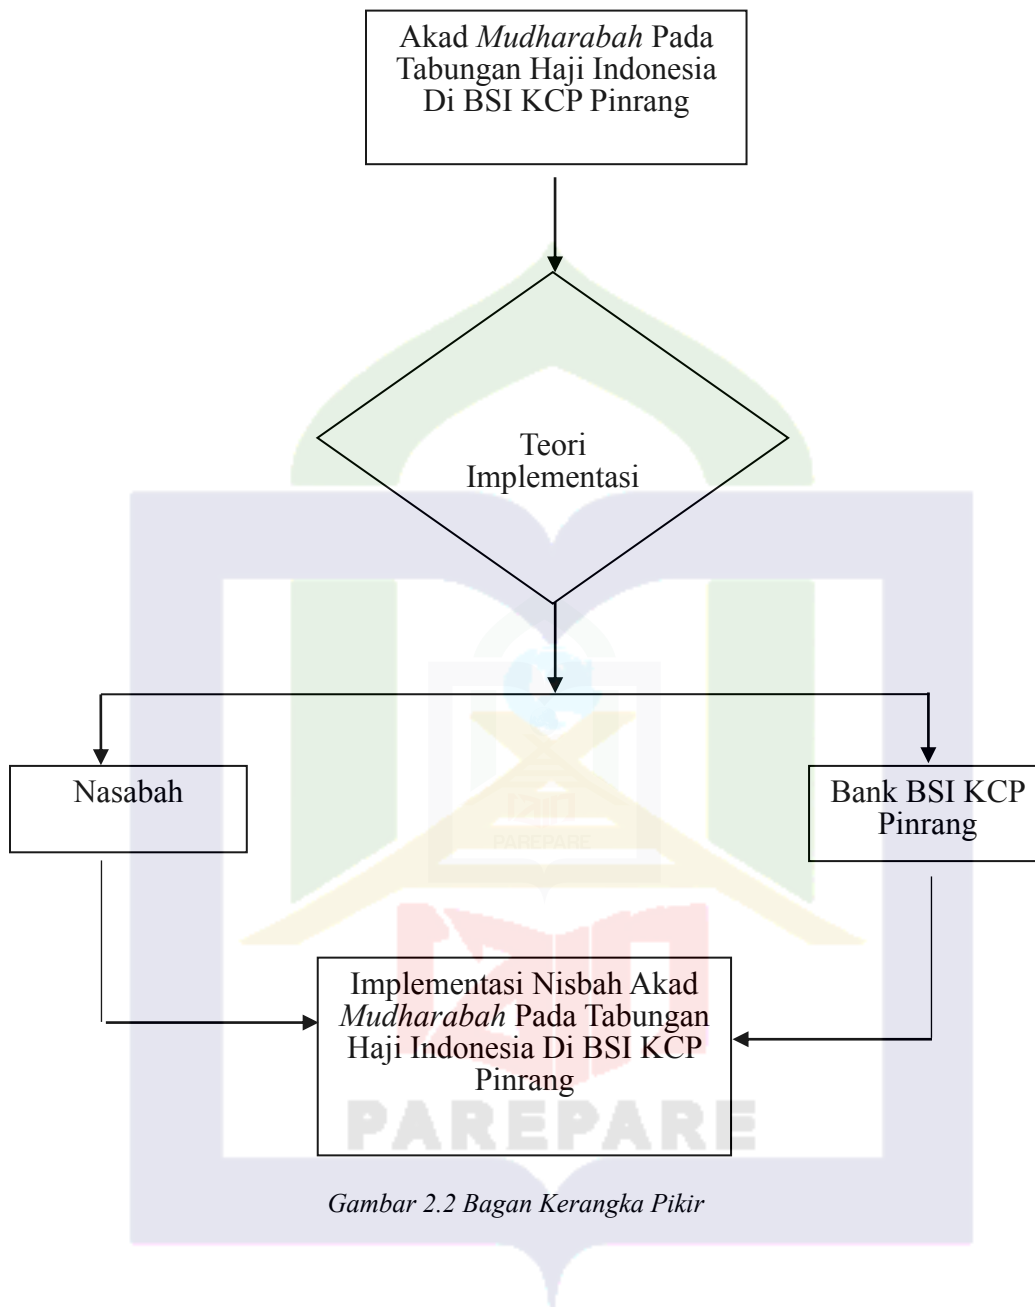 Akad Mudharabah Pada
Tabungan Haji Indonesia
Di BSI KCP Pinrang
Teori
Implementasi
Nasabah
Bank BSI KCP
Pinrang
PAREPARE
Implementasi Nisbah Akad
Mudharabah Pada Tabungan
Haji Indonesia Di BSI KCP
Pinrang
PAREPARE
Gambar 2.2 Bagan Kerangka Pikir